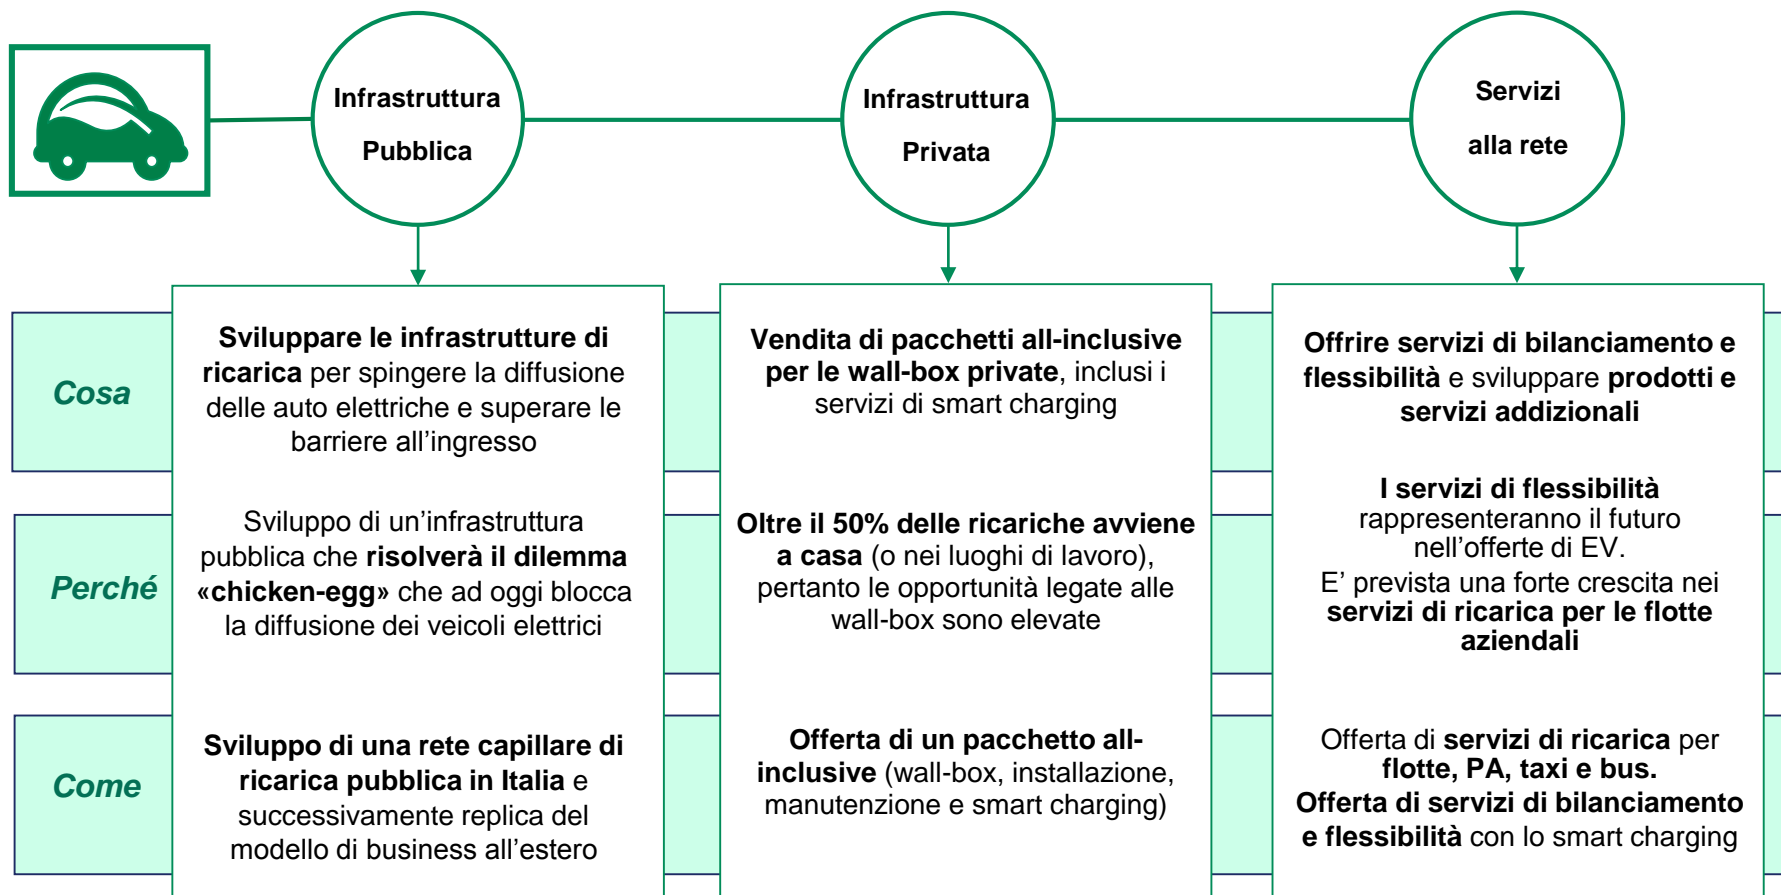 Infrastruttura
Pubblica
Infrastruttura
Privata
Servizi
alla rete
Cosa
Sviluppare le infrastrutture di
ricarica per spingere la diffusione
delle auto elettriche e superare le
barriere all’ingresso
Vendita di pacchetti all-inclusive
per le wall-box private, inclusi i
servizi di smart charging
Offrire servizi di bilanciamento e
flessibilità e sviluppare prodotti e
servizi addizionali
Perché
Sviluppo di un’infrastruttura
pubblica che risolverà il dilemma
«chicken-egg» che ad oggi blocca
la diffusione dei veicoli elettrici
Oltre il 50% delle ricariche avviene
a casa (o nei luoghi di lavoro),
pertanto le opportunità legate alle
wall-box sono elevate
I servizi di flessibilità
rappresenteranno il futuro
nell’offerte di EV.
E’ prevista una forte crescita nei
servizi di ricarica per le flotte
aziendali
Come
Sviluppo di una rete capillare di
ricarica pubblica in Italia e
successivamente replica del
modello di business all’estero
Offerta di un pacchetto all-
inclusive (wall-box, installazione,
manutenzione e smart charging)
Offerta di servizi di ricarica per
flotte, PA, taxi e bus.
Offerta di servizi di bilanciamento
e flessibilità con lo smart charging